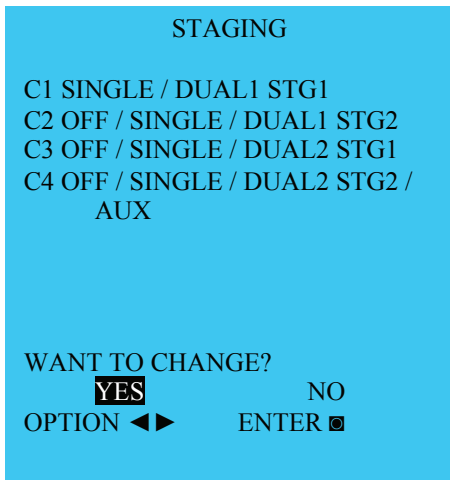 STAGING
C1 SINGLE / DUAL1 STG1
C2 OFF / SINGLE / DUAL1 STG2
C3 OFF / SINGLE / DUAL2 STG1
C4 OFF / SINGLE / DUAL2 STG2 /
AUX
WANT TO CHANGE?
YES NO
OPTION ◄► ENTER ◙